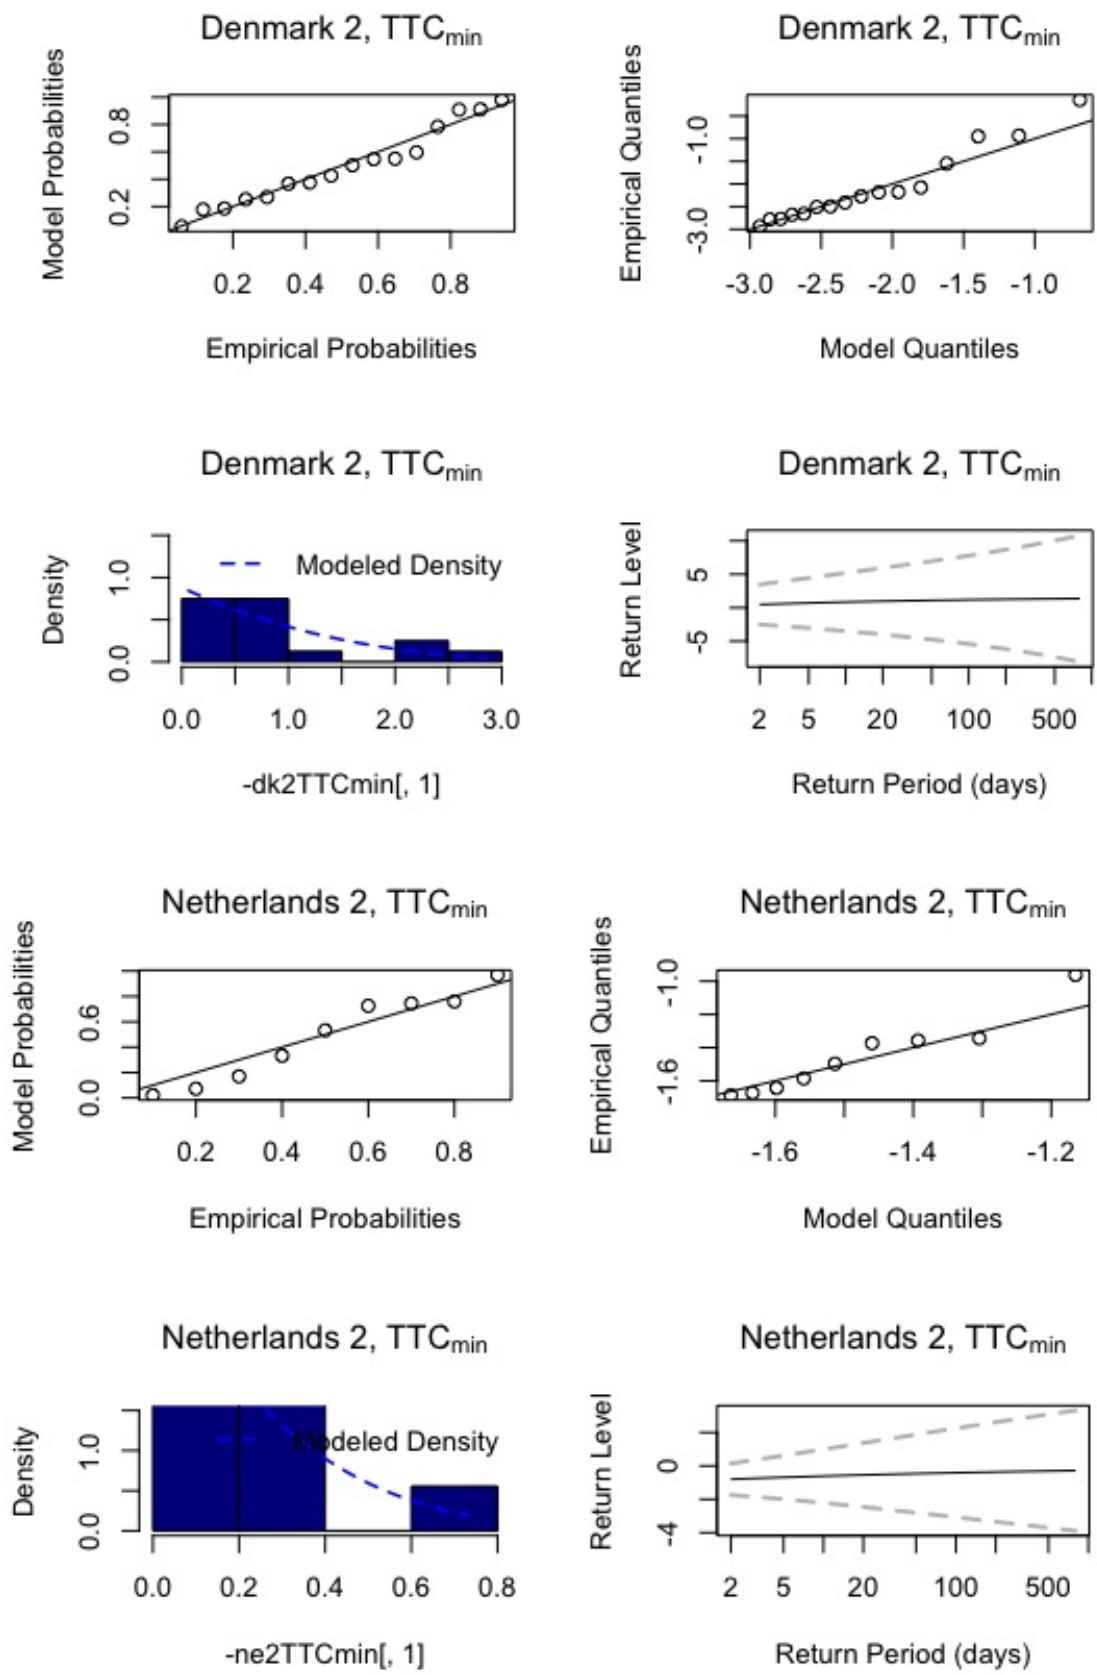 Denmark 2, TTCmin
Model Probabilities
0.8
0.2
0.2 0.4 0.6 0.8
Empirical Probabilities
Denmark 2, TTCmin
Empirical Quantiles
-1.0
-3.0
-3.0 -2.5 -2.0 -1.5 -1.0
Model Quantiles
Denmark 2, TTCmin
Density
1.0
0.0
Modeled Density
0.0 1.0 2.0 3.0
-dk2TTCmin[, 1]
Denmark 2, TTCmin
Return Level
5
-5
2 5 20 100 500
Return Period (days)
Netherlands 2, TTCmin
Model Probabilities
0.6
0.0
0.2 0.4 0.6 0.8
Empirical Probabilities
Netherlands 2, TTCmin
Empirical Quantiles
-1.0
-1.6
-1.6 -1.4 -1.2
Model Quantiles
Netherlands 2, TTCmin
Density
1.0
0.0
Modeled Density
0.0 0.2 0.4 0.6 0.8
-ne2TTCmin[, 1]
Netherlands 2, TTCmin
Return Level
0
-4
2 5 20 100 500
Return Period (days)